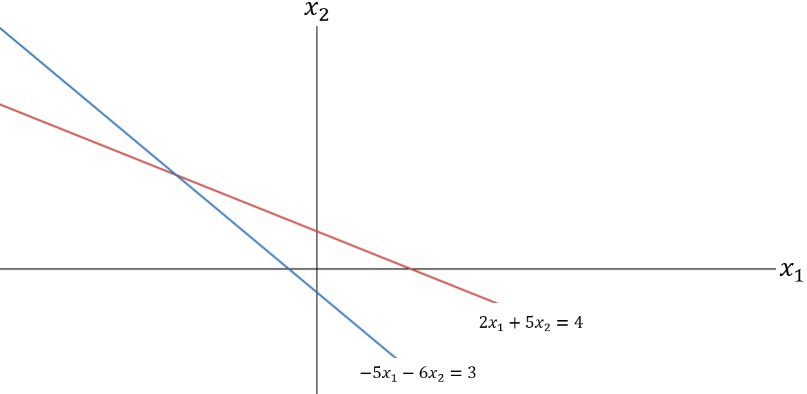 x₂
x₁
2x₁ + 5x₂ = 4
−5x₁ − 6x₂ = 3